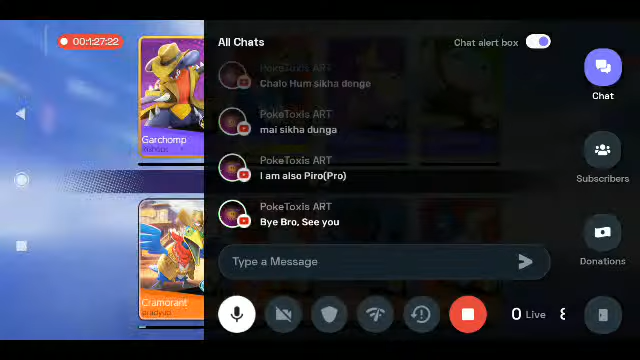 00:1:27:22
All Chats
Chat alert box
PokeToxis ART
Chalo Hum sikha denge
PokeToxis ART
mai sikha dunga
PokeToxis ART
I am also Piro(Pro)
PokeToxis ART
Bye Bro, See you
Type a Message
Chat
Subscribers
Donations
0 Live
Garchomp
Cramorant